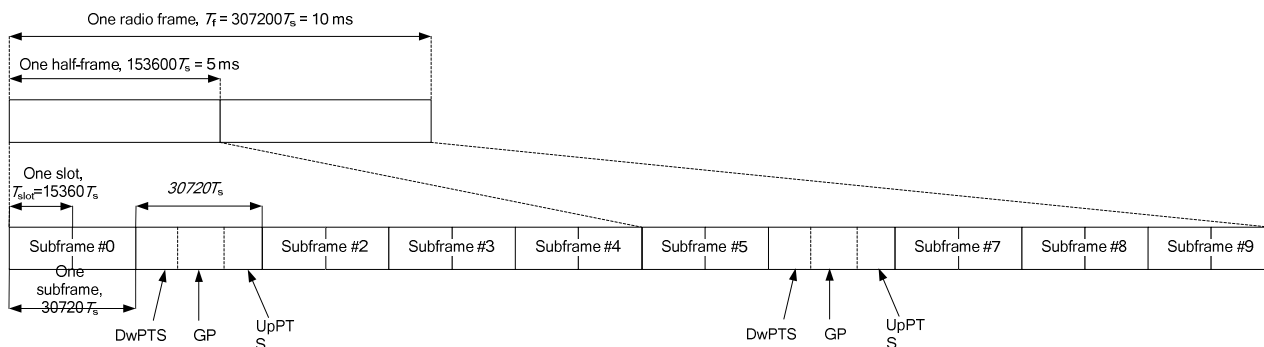 One radio frame, Tf = 307200Ts = 10 ms
One half-frame, 153600Ts = 5 ms
One slot,
Tslot=15360Ts
30720Ts
Subframe #0
Subframe #2
Subframe #3
Subframe #4
Subframe #5
Subframe #7
Subframe #8
Subframe #9
One
subframe,
30720Ts
DwPTS
GP
UpPT
S
DwPTS
GP
UpPT
S